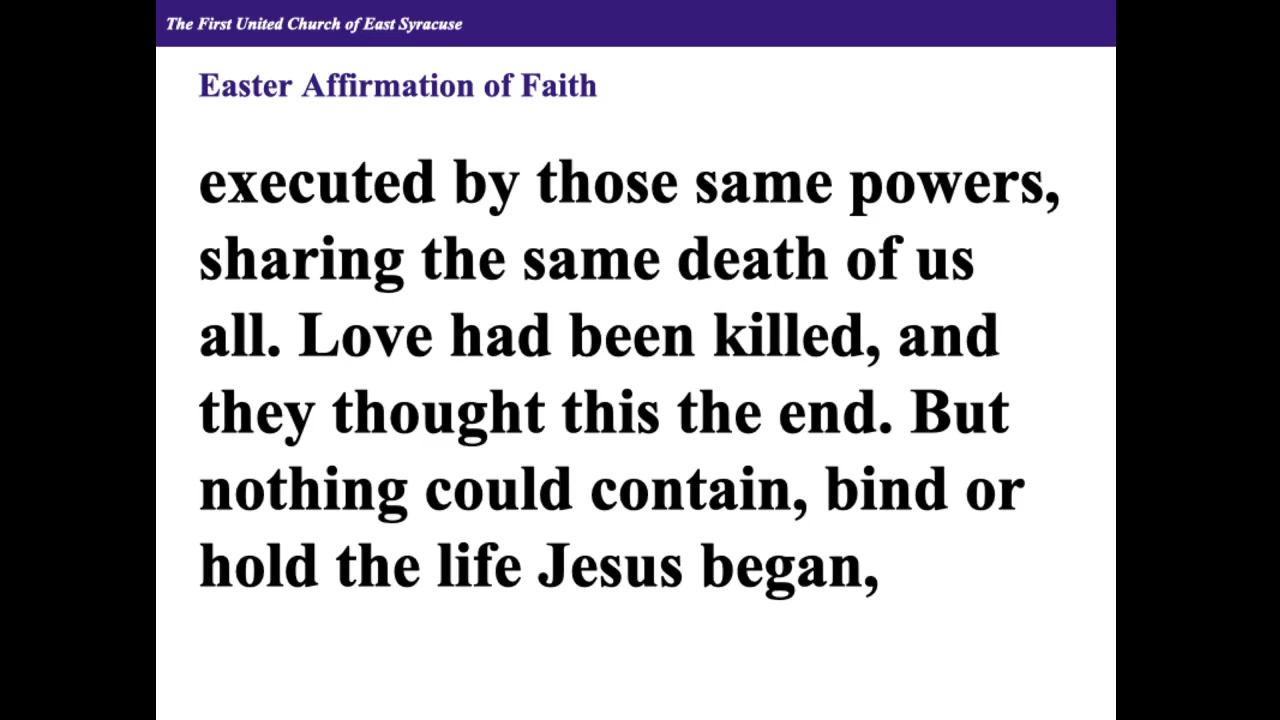 The First United Church of East Syracuse
Easter Affirmation of Faith
executed by those same powers,
sharing the same death of us
all. Love had been killed, and
they thought this the end. But
nothing could contain, bind or
hold the life Jesus began,